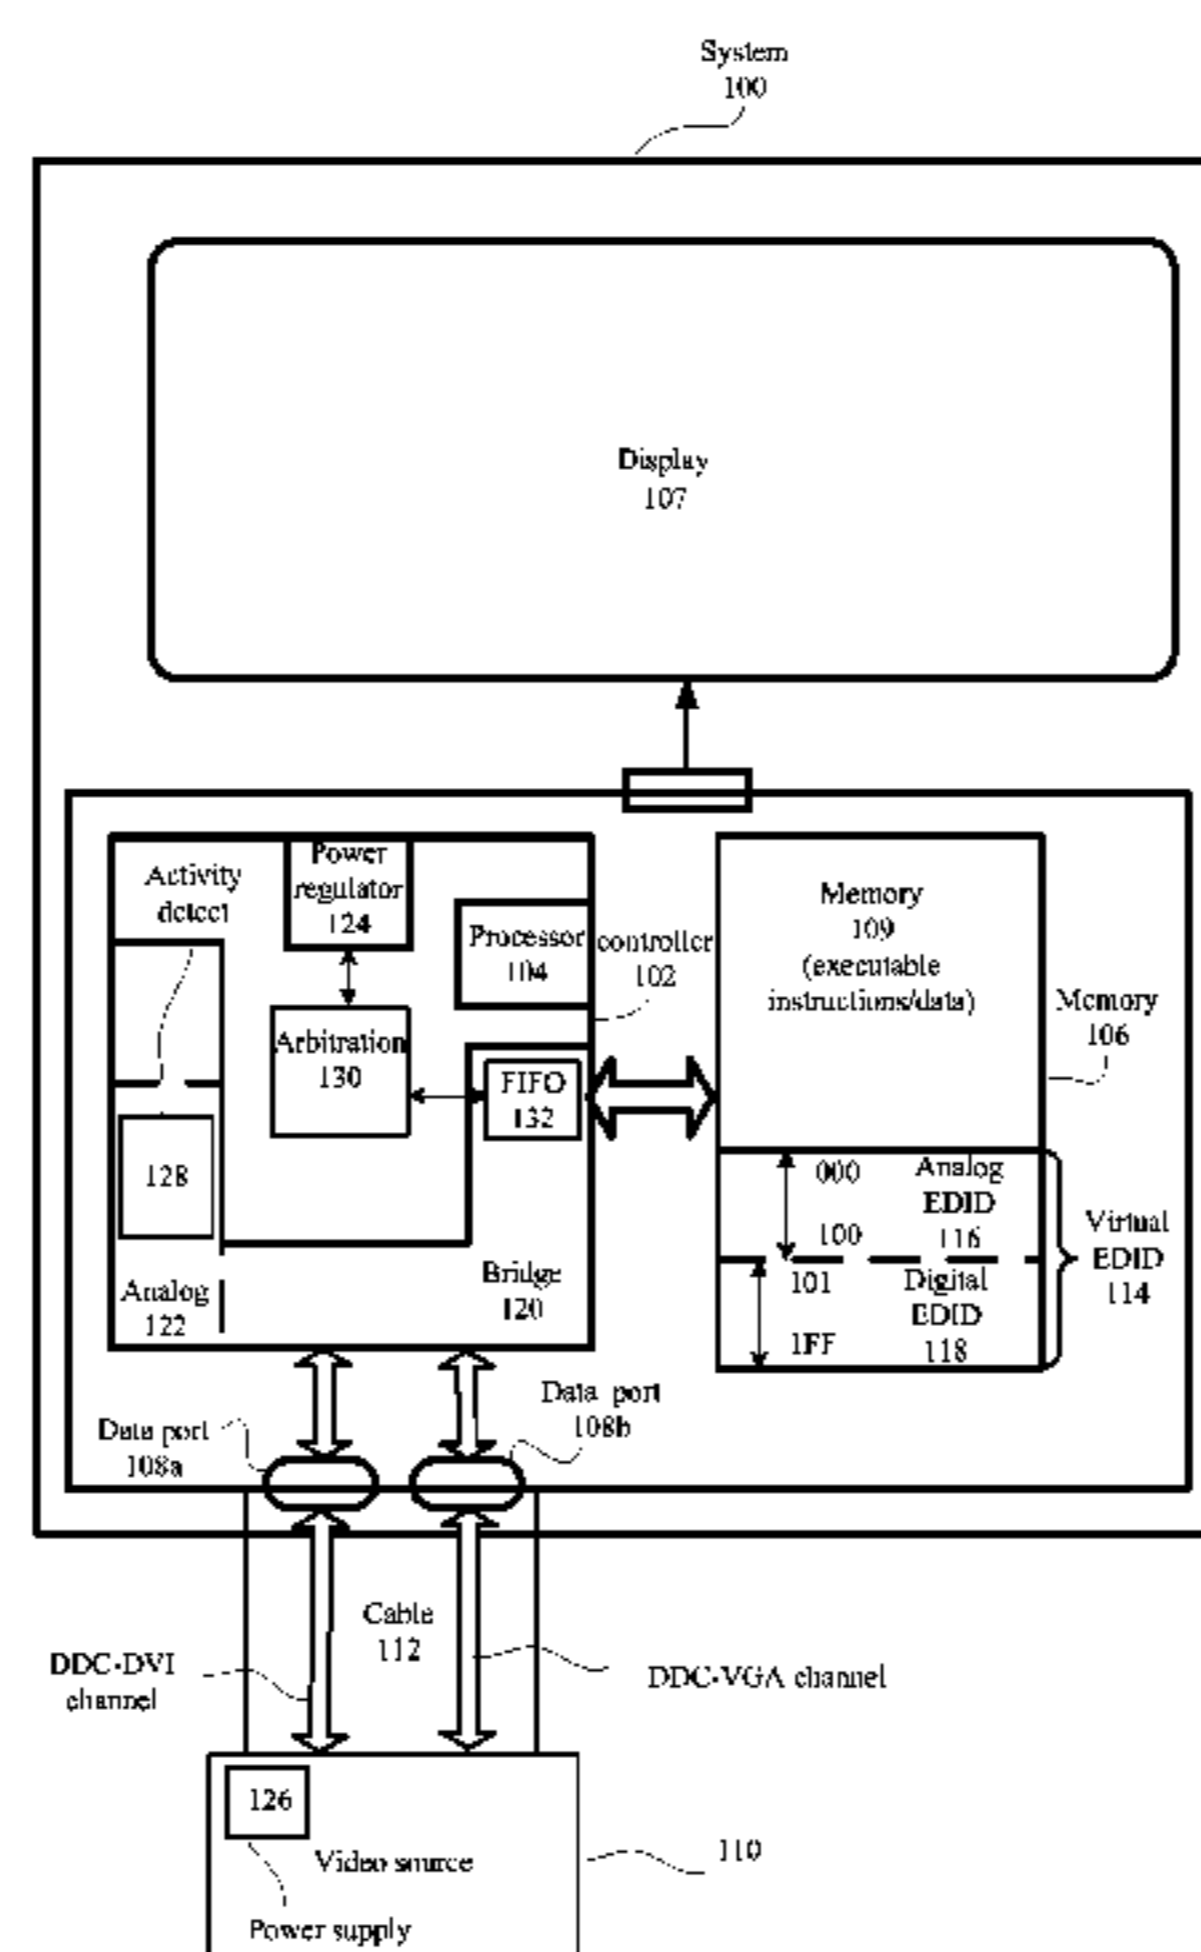 System
100
Display
107
Activity
detect
Power
regulator
124
Processor
104
controller
102
Memory
109
(executable
instructions/data)
Memory
106
Arbitration
130
FIFO
132
128
000
Analog
EDID
116
100
101
Digital
EDID
118
1FF
Virtual
EDID
114
Analog
122
Bridge
120
Data port
108a
Data port
108b
Cable
112
DDC-DVI
channel
DDC-VGA channel
126
Video source
110
Power supply